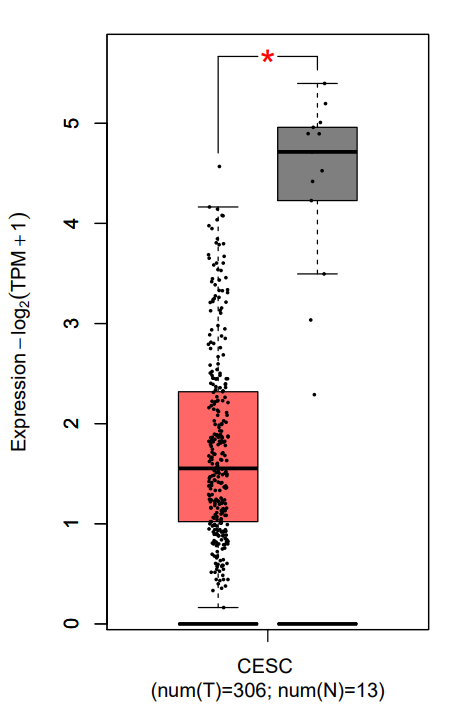 *
Expression − log2(TPM + 1)
5
4
3
2
1
0
CESC
(num(T)=306; num(N)=13)